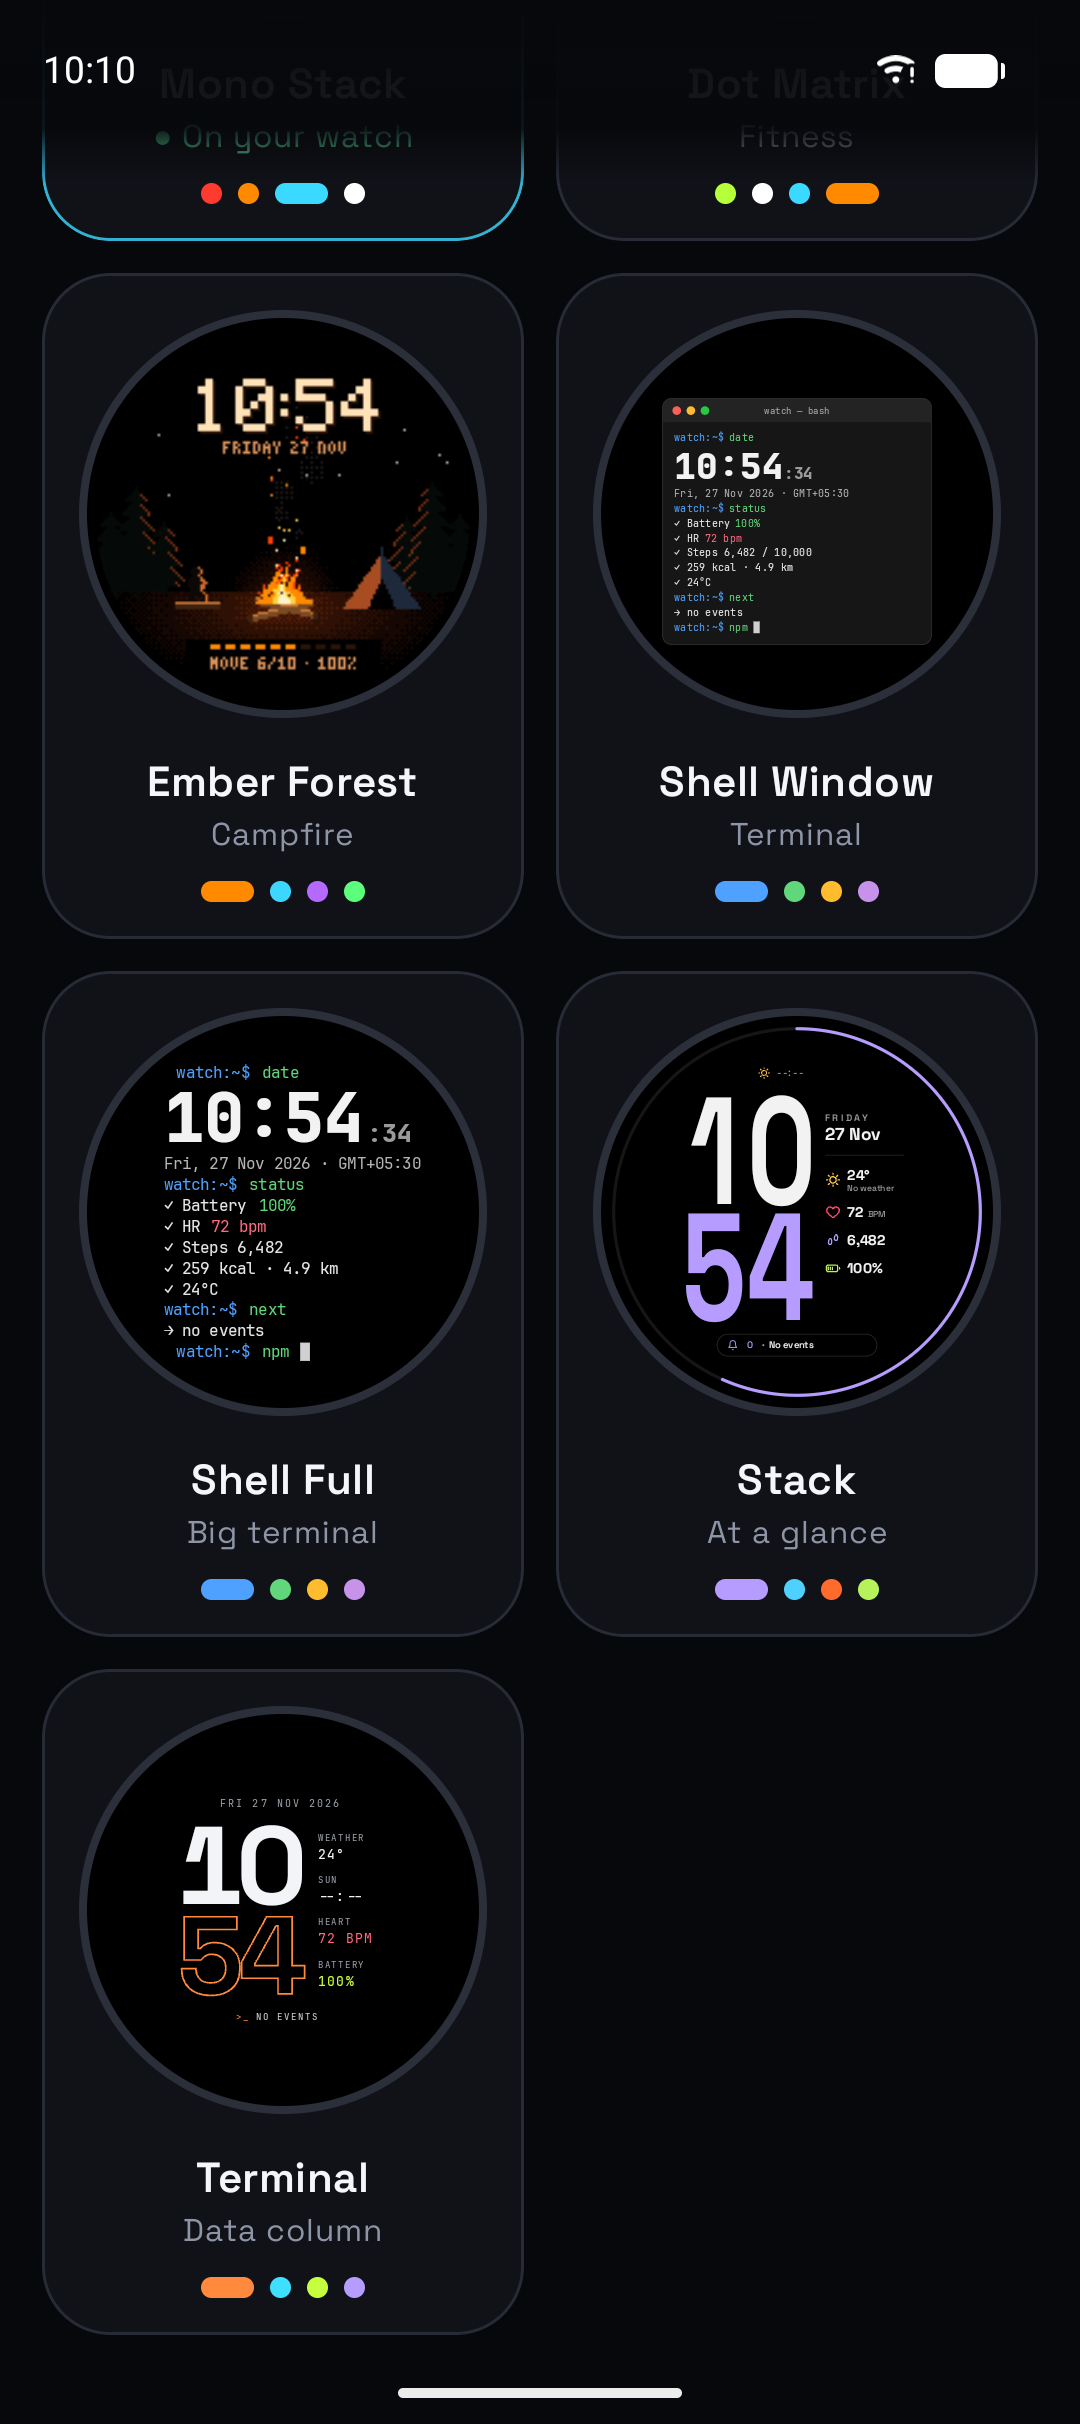 10:10
Mono Stack
Dot Matrix
On your watch
Fitness
10:54
FRIDAY 27 NOV
MOVE 6/10 · 100%
Ember Forest
Campfire
watch — bash
watch:~$ date
10:54:34
Fri, 27 Nov 2026 · GMT+05:30
watch:~$ status
✓ Battery 100%
✓ HR 72 bpm
✓ Steps 6,482 / 10,000
✓ 259 kcal · 4.9 km
✓ 24°C
watch:~$ next
→ no events
watch:~$ npm
Shell Window
Terminal
watch:~$ date
10:54:34
Fri, 27 Nov 2026 · GMT+05:30
watch:~$ status
✓ Battery 100%
✓ HR 72 bpm
✓ Steps 6,482
✓ 259 kcal · 4.9 km
✓ 24°C
watch:~$ next
→ no events
watch:~$ npm
Shell Full
Big terminal
--:--
10
54
FRIDAY
27 Nov
24°
No weather
72 BPM
6,482
100%
0 · No events
Stack
At a glance
FRI 27 NOV 2026
10
54
WEATHER
24°
SUN
--:--
HEART
72 BPM
BATTERY
100%
>_ NO EVENTS
Terminal
Data column